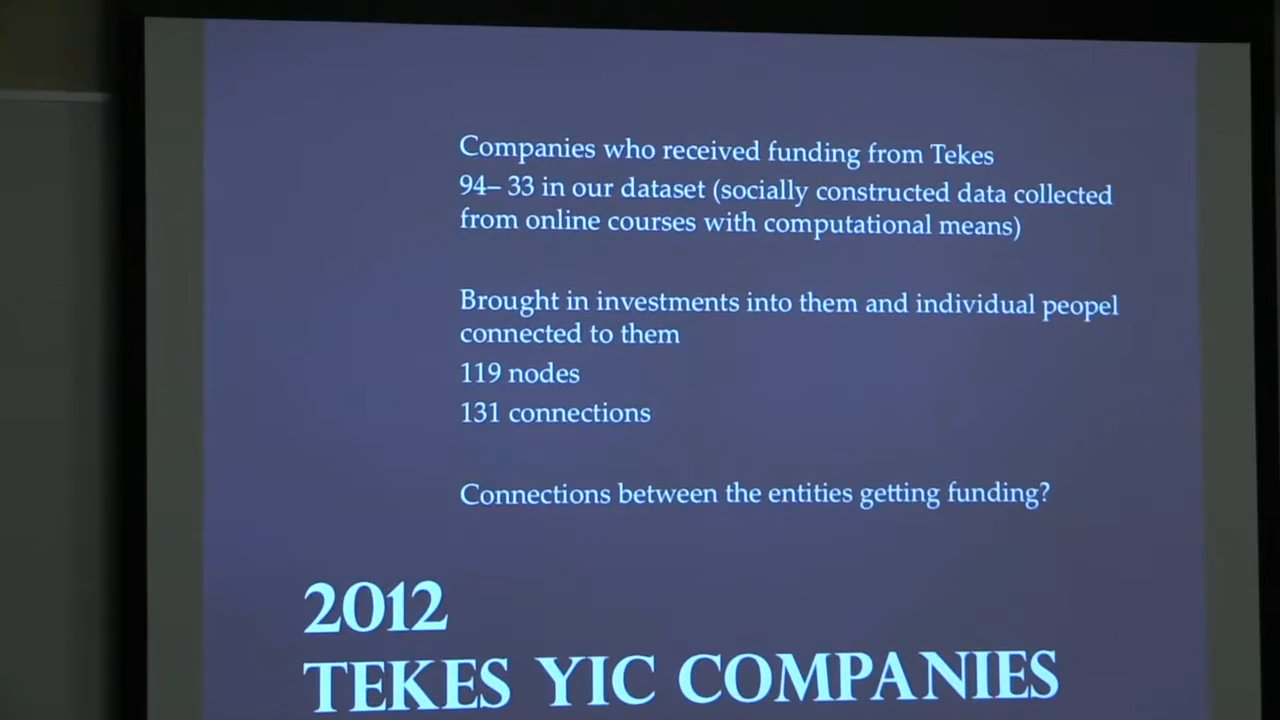 Companies who received funding from Tekes
94– 33 in our dataset (socially constructed data collected
from online courses with computational means)
Brought in investments into them and individual peopel
connected to them
119 nodes
131 connections
Connections between the entities getting funding?
2012
TEKES YIC COMPANIES